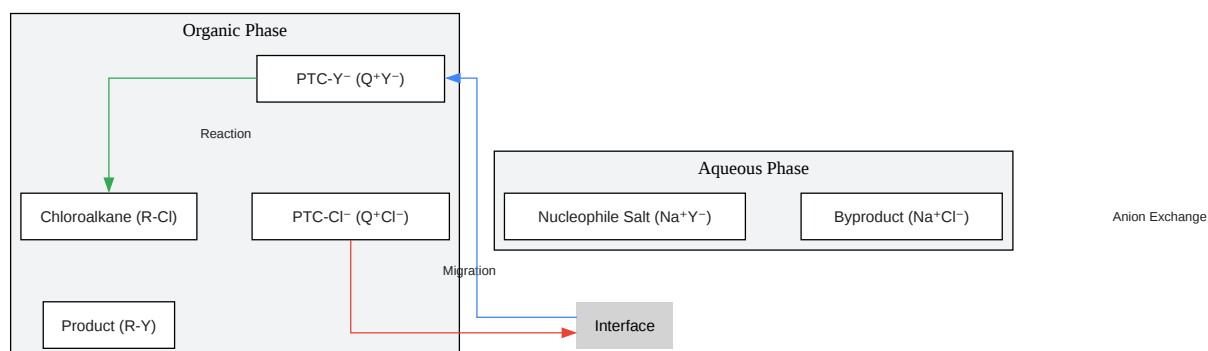 Organic Phase
PTC-Y⁻ (Q⁺Y⁻)
Reaction
Aqueous Phase
Chloroalkane (R-Cl)
PTC-Cl⁻ (Q⁺Cl⁻)
Nucleophile Salt (Na⁺Y⁻)
Byproduct (Na⁺Cl⁻)
Anion Exchange
Migration
Product (R-Y)
Interface